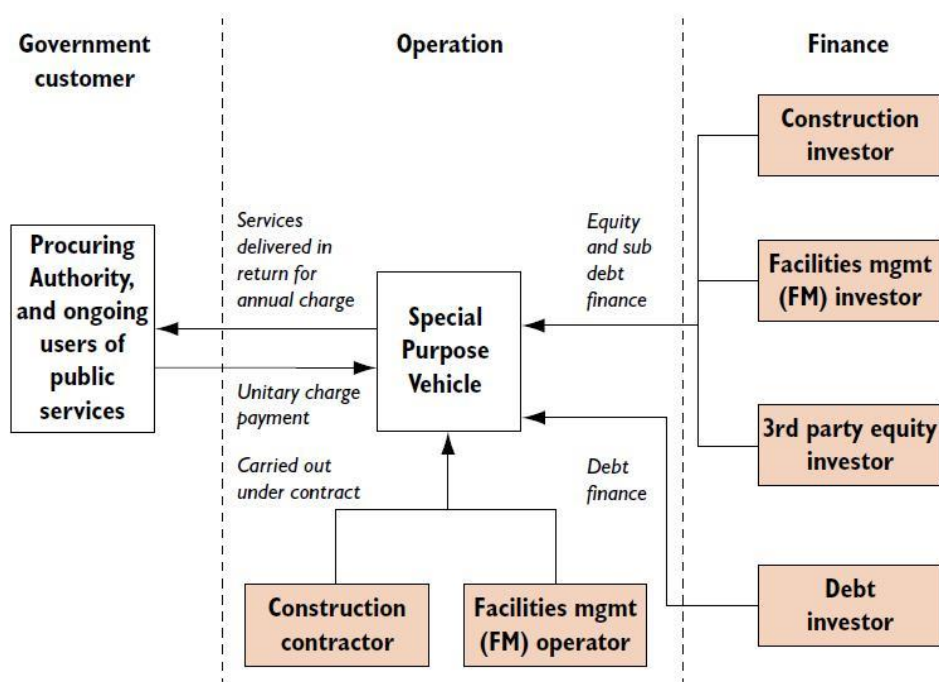 Government
customer
Operation
Finance
Construction
investor
Services
delivered in
return for
annual charge
Equity
and sub
debt
finance
Procuring
Authority,
and ongoing
users of
public
services
Special
Purpose
Vehicle
Facilities mgmt
(FM) investor
Unitary charge
payment
Carried out
under contract
Debt
finance
3rd party equity
investor
Construction
contractor
Facilities mgmt
(FM) operator
Debt
investor